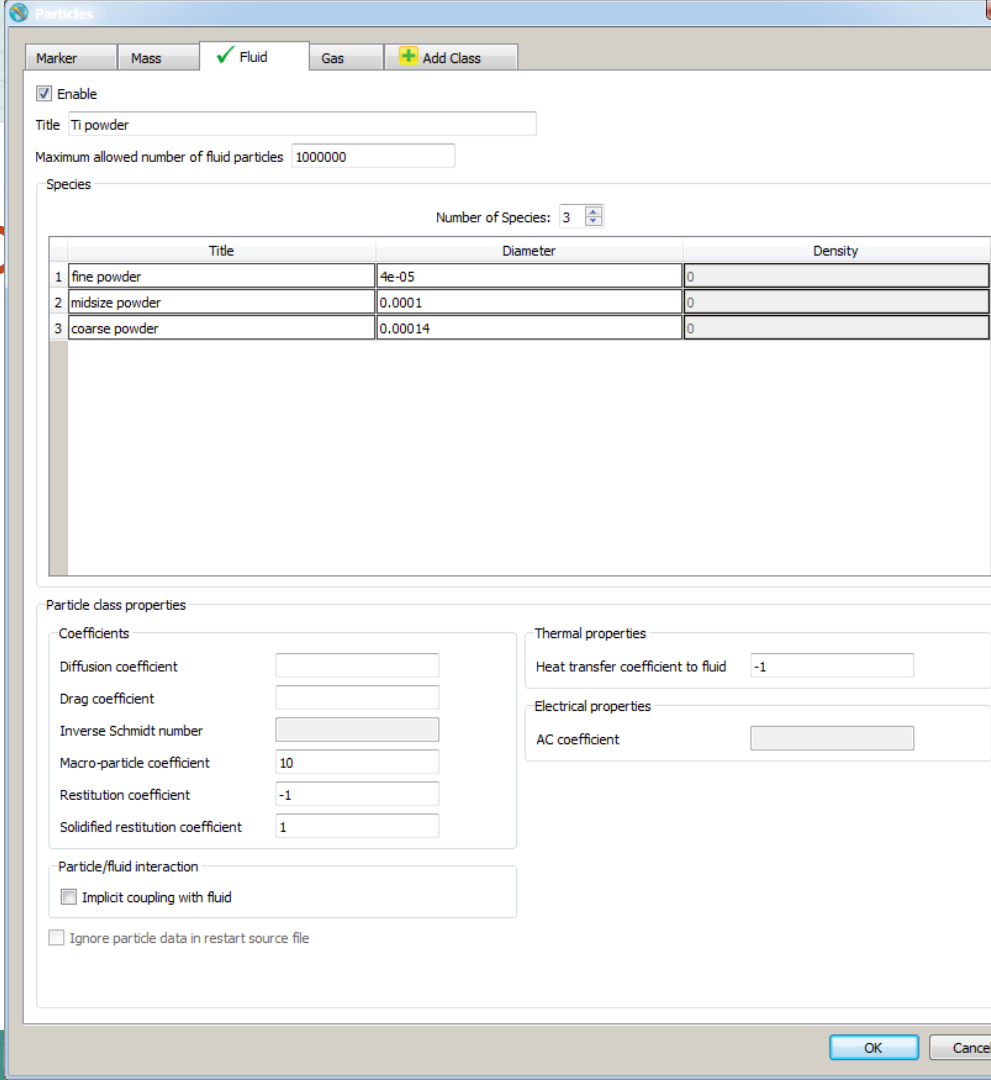 Particles
Marker Mass Fluid Gas Add Class
Enable
Title Ti powder
Maximum allowed number of fluid particles 1000000
Species
Number of Species: 3
Title Diameter Density
1 fine powder 4e-05 0
2 midsize powder 0.0001 0
3 coarse powder 0.00014 0
Particle class properties
Coefficients
Diffusion coefficient
Drag coefficient
Inverse Schmidt number
Macro-particle coefficient 10
Restitution coefficient -1
Solidified restitution coefficient 1
Thermal properties
Heat transfer coefficient to fluid -1
Electrical properties
AC coefficient
Particle/fluid interaction
Implicit coupling with fluid
Ignore particle data in restart source file
OK Cancel